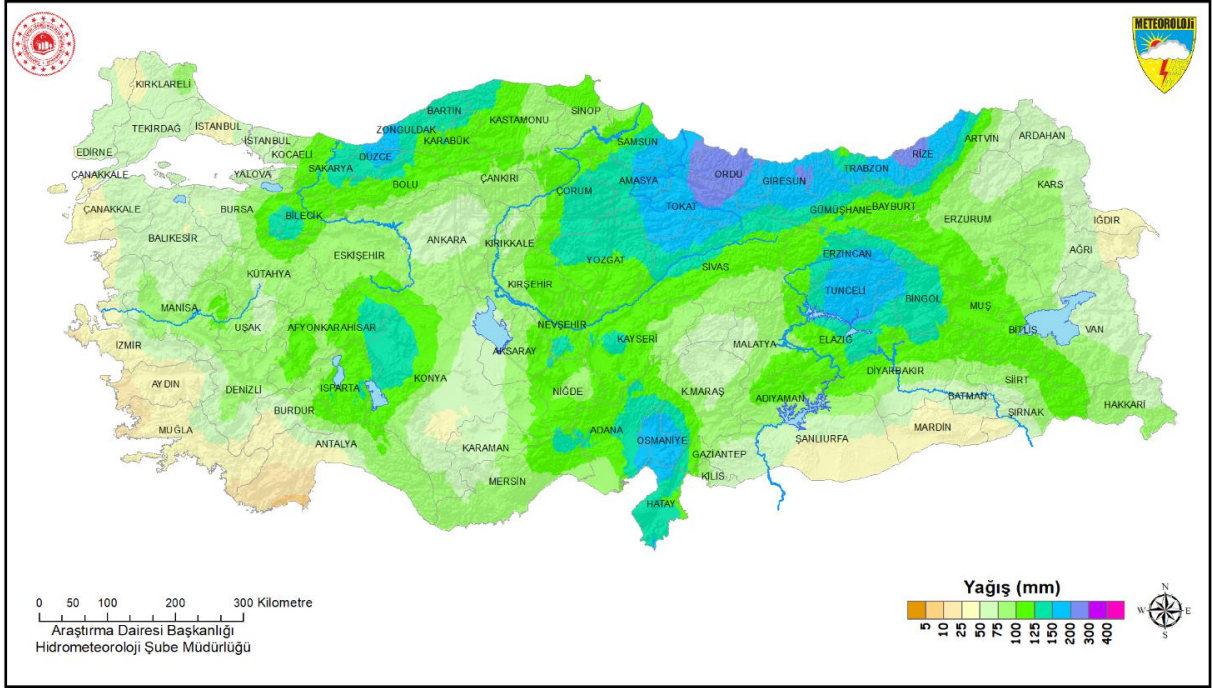 METEOROLOJİ
KIRKLARELİ
TEKİRDAĞ
İSTANBUL
EDİRNE
İSTANBUL
KOCAELİ
ÇANAKKALE
YALOVA
SAKARYA
DÜZCE
ZONGULDAK
BARTIN
KARABÜK
KASTAMONU
SİNOP
SAMSUN
ORDU
GİRESUN
TRABZON
RİZE
ARTVİN
ARDAHAN
ÇANAKKALE
BURSA
BİLECİK
BOLU
ÇANKIRI
ÇORUM
AMASYA
TOKAT
GÜMÜŞHANE
BAYBURT
ERZURUM
KARS
IĞDIR
BALIKESİR
KÜTAHYA
ESKİŞEHİR
ANKARA
KIRIKKALE
YOZGAT
SİVAS
ERZİNCAN
AĞRI
MANİSA
UŞAK
AFYONKARAHİSAR
KIRŞEHİR
NEVŞEHİR
KAYSERİ
MALATYA
TUNCELİ
BİNGÖL
ELAZIĞ
MUŞ
BİTLİS
VAN
İZMİR
AYDIN
DENİZLİ
ISPARTA
KONYA
AKSARAY
NİĞDE
K.MARAŞ
ADIYAMAN
DİYARBAKIR
BATMAN
SİİRT
ŞIRNAK
HAKKARİ
MUĞLA
BURDUR
ANTALYA
KARAMAN
MERSİN
ADANA
OSMANİYE
GAZİANTEP
KİLİS
ŞANLIURFA
MARDİN
HATAY
0 50 100 200 300 Kilometre
Araştırma Dairesi Başkanlığı
Hidrometeoroloji Şube Müdürlüğü
Yağış (mm)
5 10 25 50 75 100 125 150 200 300 400
N
W E
S